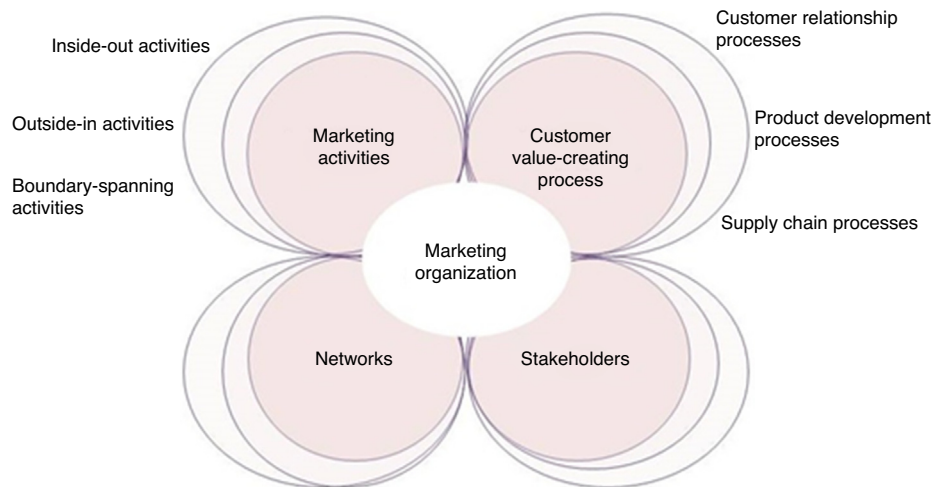 Inside-out activities
Outside-in activities
Boundary-spanning
activities
Marketing
activities
Customer
value-creating
process
Customer relationship
processes
Product development
processes
Supply chain processes
Marketing
organization
Networks
Stakeholders